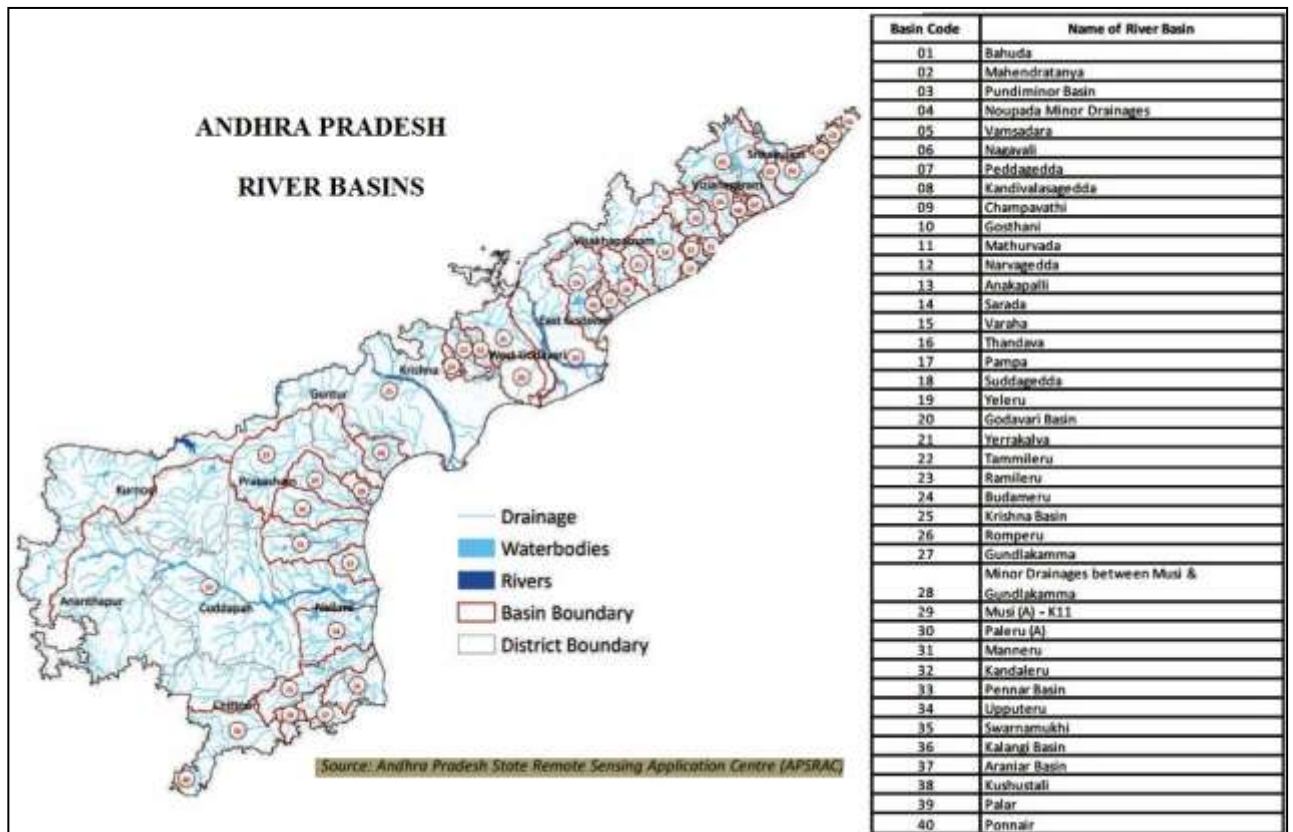 ANDHRA PRADESH
RIVER BASINS
Srikakulam
Vizianagaram
Visakhapatnam
East Godavari
West Godavari
Krishna
Guntur
Prakasham
Kurnool
Ananthapur
Cuddapah
Nellore
Chittoor
Drainage
Waterbodies
Rivers
Basin Boundary
District Boundary
Source: Andhra Pradesh State Remote Sensing Application Centre (APSRAC)
Basin Code Name of River Basin
01 Bahuda
02 Mahendratanya
03 Pundiminor Basin
04 Noupada Minor Drainages
05 Vamsadara
06 Nagavali
07 Peddagedda
08 Kandivalasagedda
09 Champavathi
10 Gosthani
11 Mathurvada
12 Narvagedda
13 Anakapalli
14 Sarada
15 Varaha
16 Thandava
17 Pampa
18 Suddagedda
19 Yeleru
20 Godavari Basin
21 Yerrakalva
22 Tammileru
23 Ramileru
24 Budameru
25 Krishna Basin
26 Romperu
27 Gundlakamma
Minor Drainages between Musi &
28 Gundlakamma
29 Musi (A) - K11
30 Paleru (A)
31 Manneru
32 Kandaleru
33 Pennar Basin
34 Upputeru
35 Swarnamukhi
36 Kalangi Basin
37 Araniar Basin
38 Kushustali
39 Palar
40 Ponnair